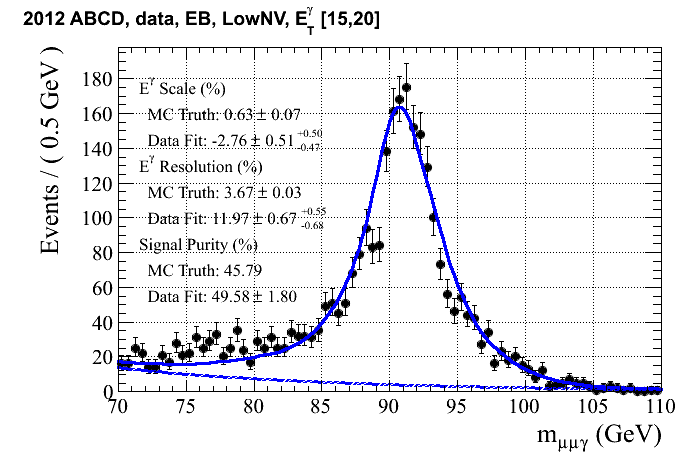 2012 ABCD, data, EB, LowNV, E_T^γ [15,20]
Events / ( 0.5 GeV )
180
160
140
120
100
80
60
40
20
0
E^γ Scale (%)
MC Truth: 0.63 ± 0.07
Data Fit: -2.76 ± 0.51 +0.50 -0.47
E^γ Resolution (%)
MC Truth: 3.67 ± 0.03
Data Fit: 11.97 ± 0.67 +0.55 -0.68
Signal Purity (%)
MC Truth: 45.79
Data Fit: 49.58 ± 1.80
70 75 80 85 90 95 100 105 110
m_μμγ (GeV)